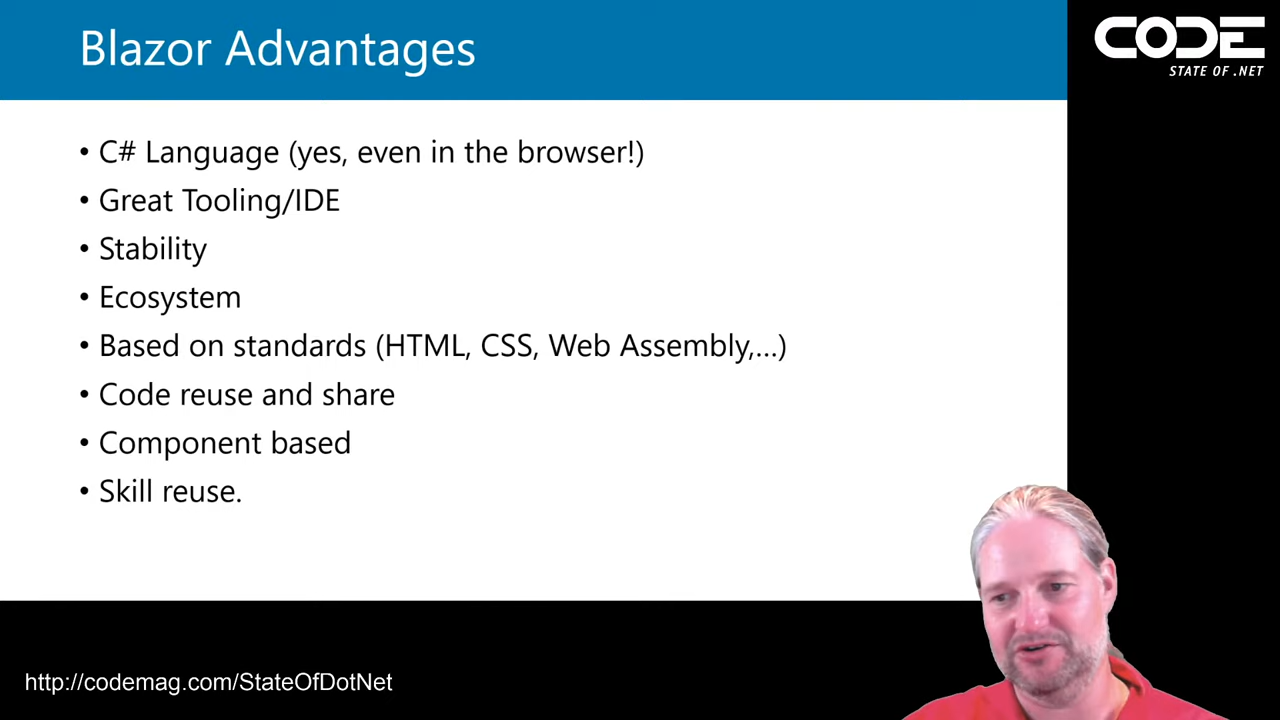 Blazor Advantages
CODE
STATE OF .NET
• C# Language (yes, even in the browser!)
• Great Tooling/IDE
• Stability
• Ecosystem
• Based on standards (HTML, CSS, Web Assembly,...)
• Code reuse and share
• Component based
• Skill reuse.
http://codemag.com/StateOfDotNet